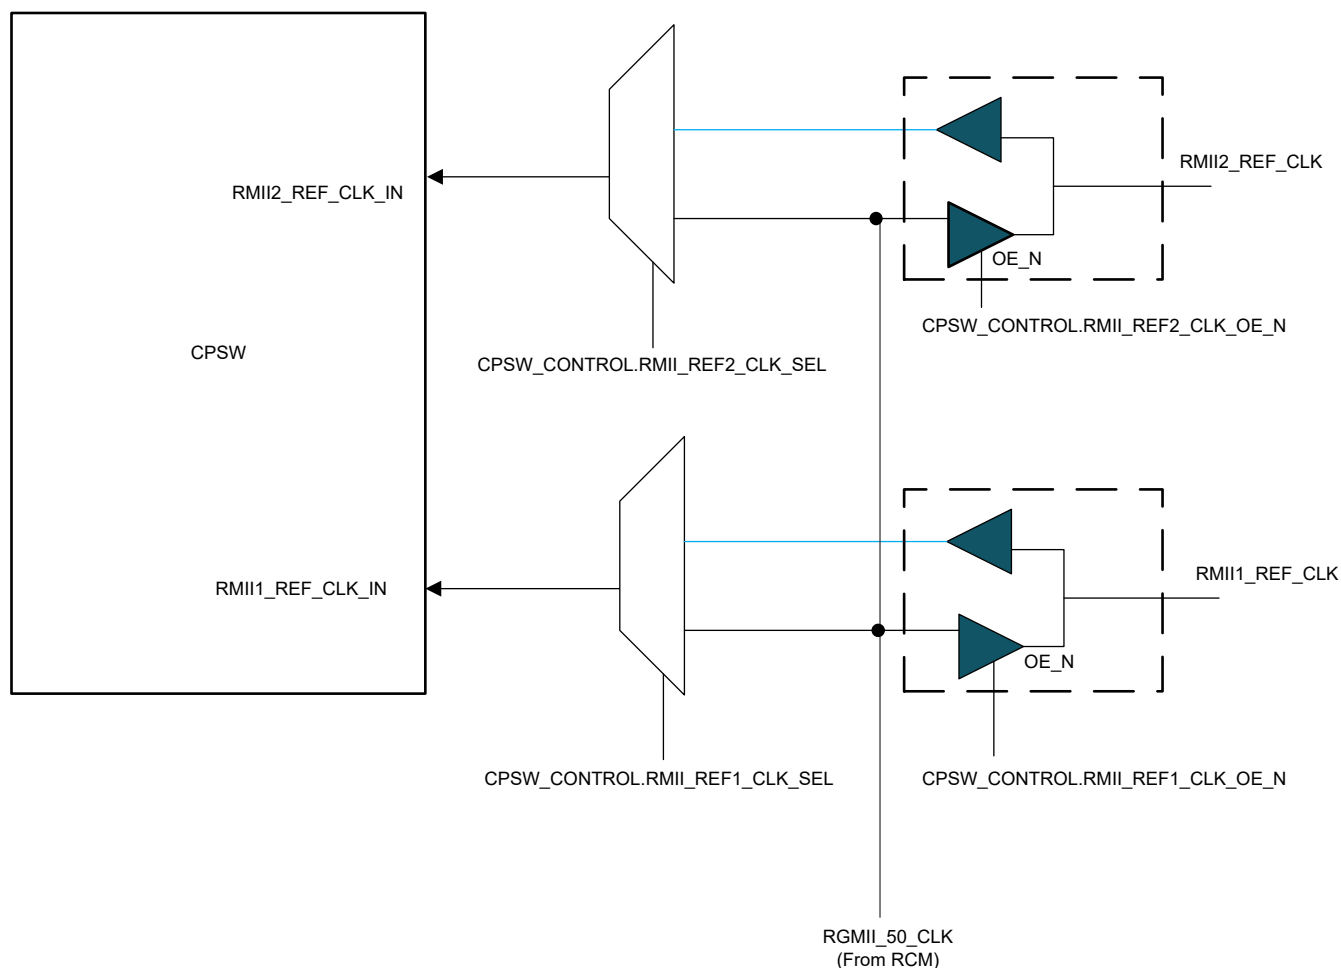 RMII2_REF_CLK
RMII2_REF_CLK_IN
OE_N
CPSW_CONTROL.RMII_REF2_CLK_OE_N
CPSW
CPSW_CONTROL.RMII_REF2_CLK_SEL
RMII1_REF_CLK
RMII1_REF_CLK_IN
OE_N
CPSW_CONTROL.RMII_REF1_CLK_SEL
CPSW_CONTROL.RMII_REF1_CLK_OE_N
RGMII_50_CLK
(From RCM)